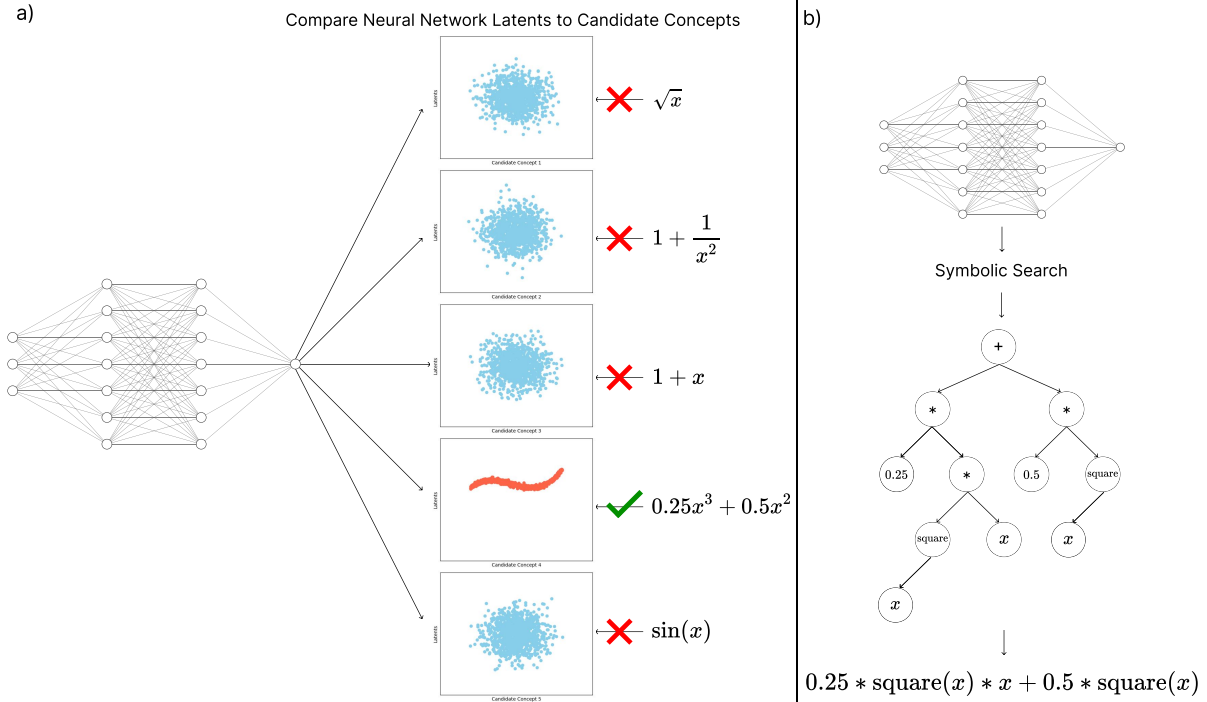 a)
Compare Neural Network Latents to Candidate Concepts
Latents
Candidate Concept 1
√x
Latents
Candidate Concept 2
1 + 1/x²
Latents
Candidate Concept 3
1 + x
Latents
Candidate Concept 4
0.25x³ + 0.5x²
Latents
Candidate Concept 5
sin(x)
b)
Symbolic Search
+
* *
0.25 * 0.5 square
square x x
x
0.25 * square(x) * x + 0.5 * square(x)